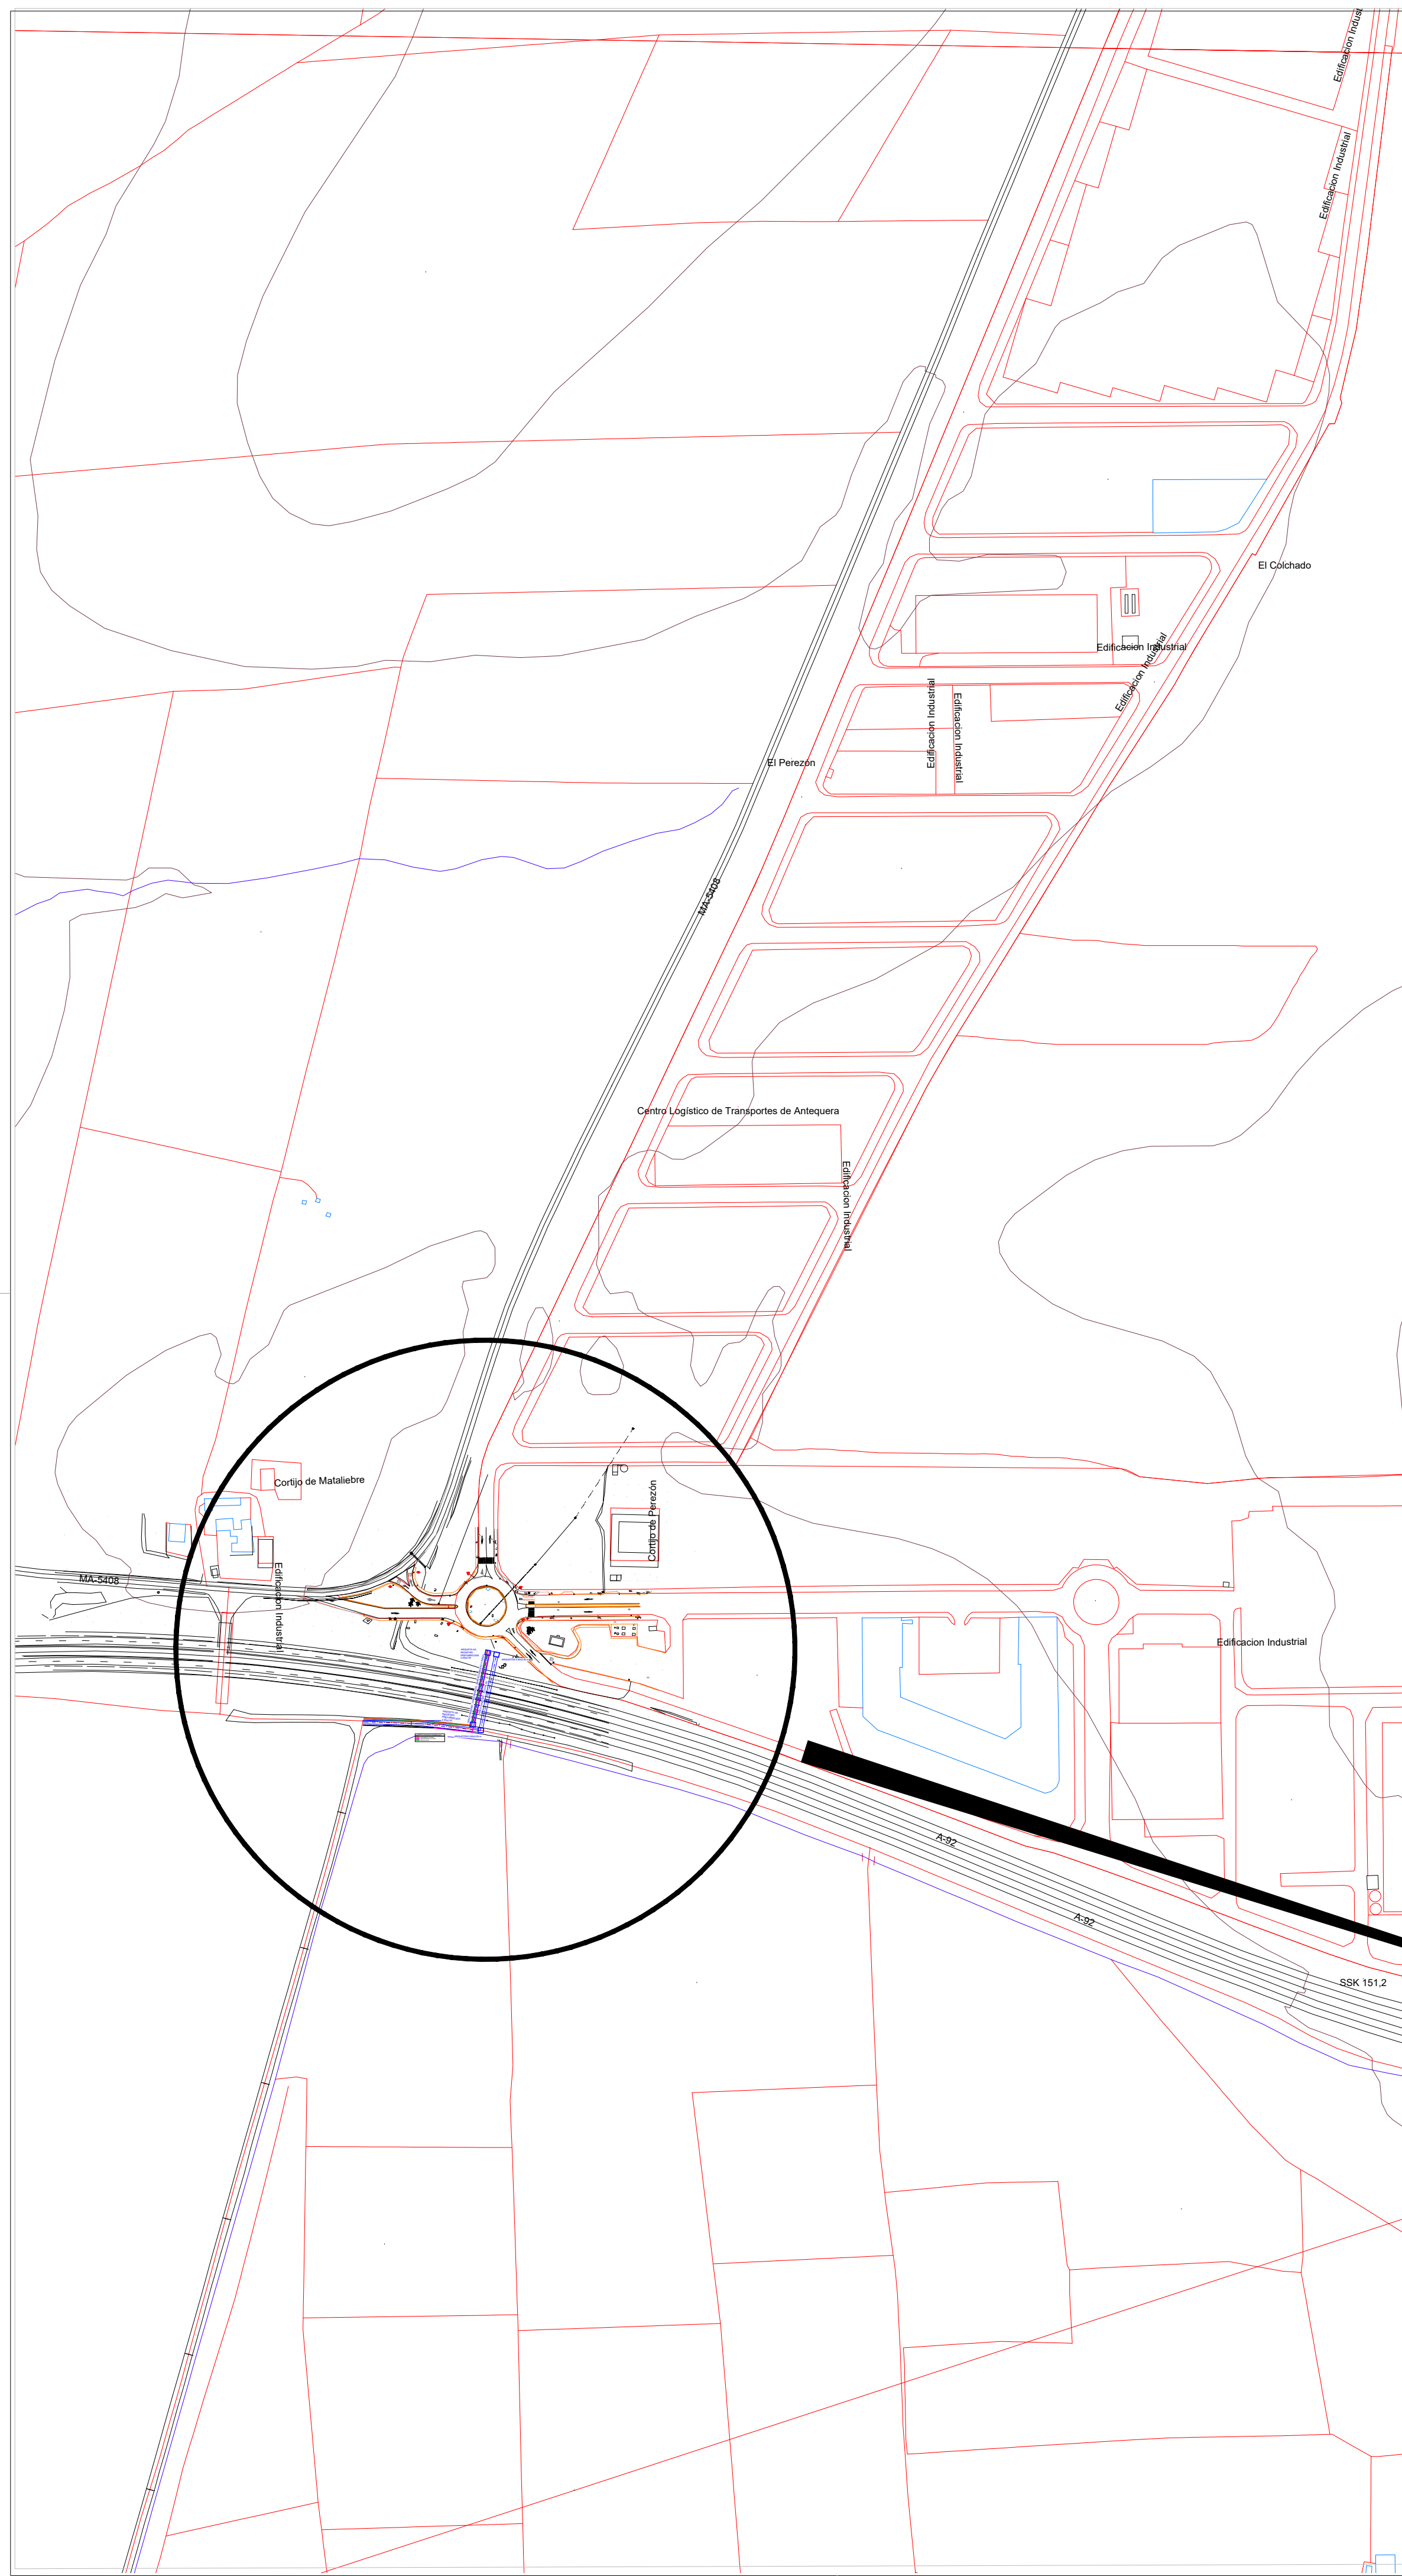 Edificacion Indust
Edificacion Industrial
El Colchado
Edificacion Industrial
Edificacion Industrial
Edificacion Industrial
Edificacion Industrial
El Perezon
MA-5408
Centro Logístico de Transportes de Antequera
Edificacion Industrial
Cortijo de Mataliebre
Cortijo de Perezón
MA-5408
Edificacion Industrial
Edificacion Industrial
A-92
A-92
SSK 151,2